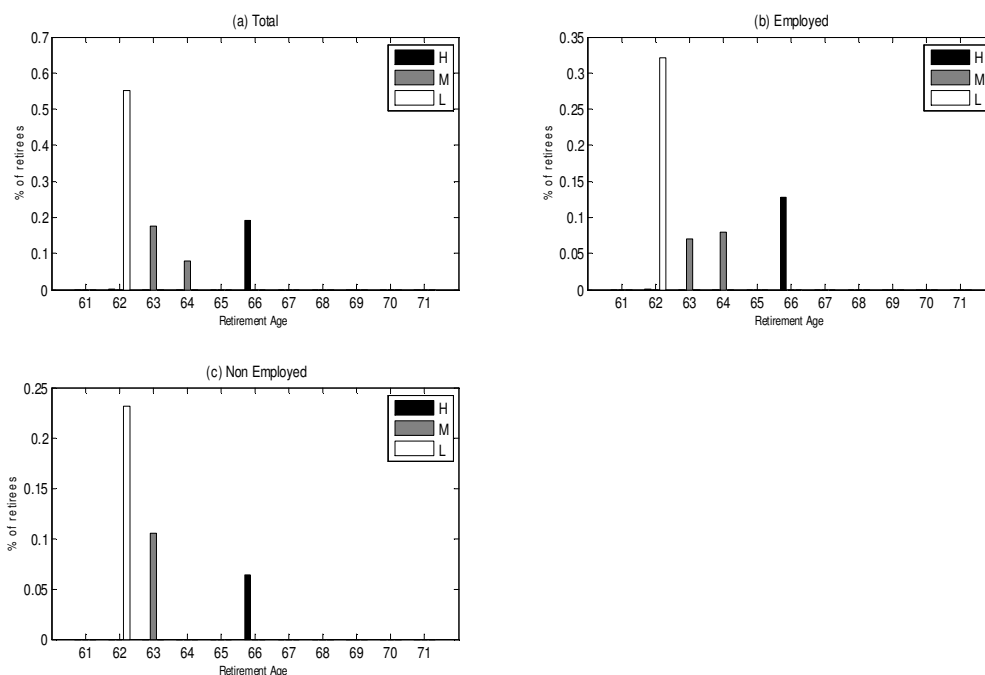 (a) Total
0.7
0.6
0.5
0.4
0.3
0.2
0.1
0
% of retirees
H
M
L
61 62 63 64 65 66 67 68 69 70 71
Retirement Age
(b) Employed
0.35
0.3
0.25
0.2
0.15
0.1
0.05
0
% of retirees
H
M
L
61 62 63 64 65 66 67 68 69 70 71
Retirement Age
(c) Non Employed
0.25
0.2
0.15
0.1
0.05
0
% of retirees
H
M
L
61 62 63 64 65 66 67 68 69 70 71
Retirement Age